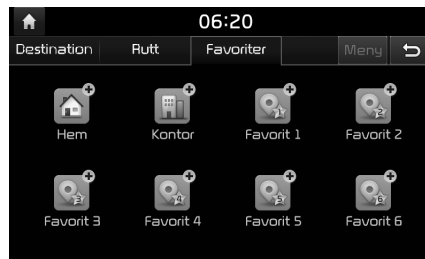 06:20
Destination Rutt Favoriter Meny
Hem Kontor Favorit 1 Favorit 2
Favorit 3 Favorit 4 Favorit 5 Favorit 6